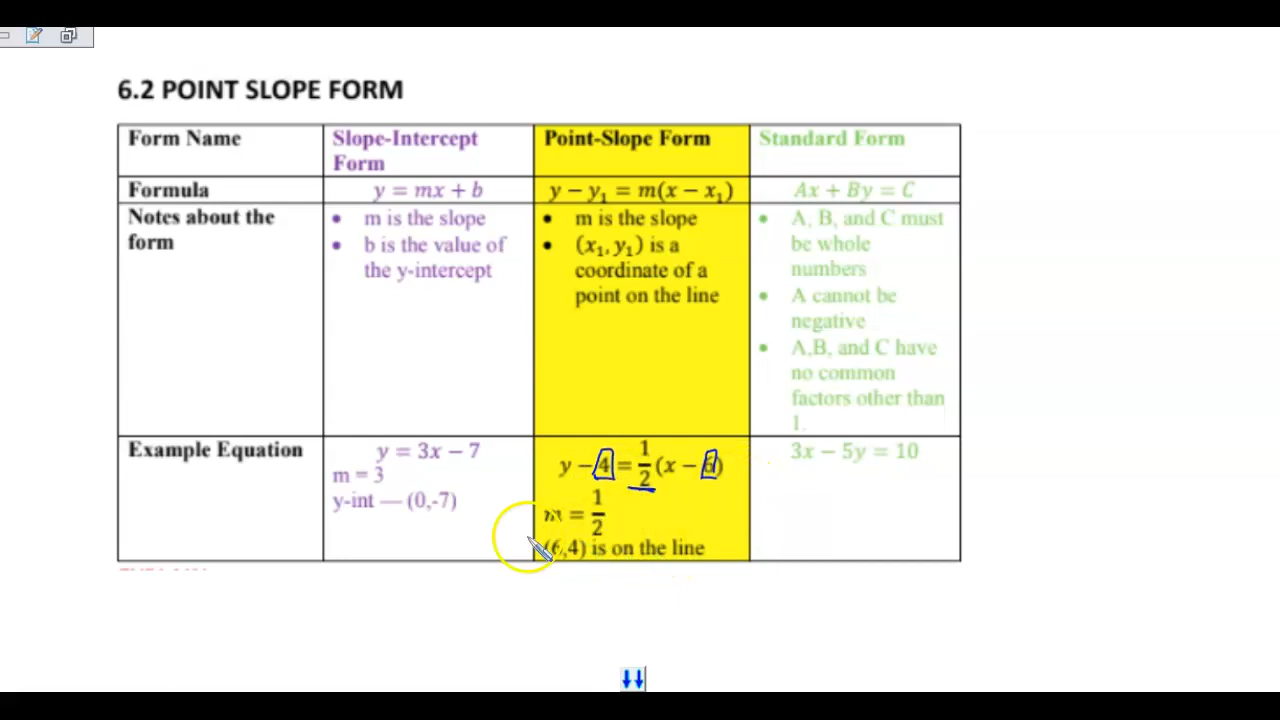 6.2 POINT SLOPE FORM
Form Name
Slope-Intercept
Form
Point-Slope Form
Standard Form
Formula
y = mx + b
y − y₁ = m(x − x₁)
Ax + By = C
Notes about the
form
• m is the slope
• b is the value of
the y-intercept
• m is the slope
• (x₁, y₁) is a
coordinate of a
point on the line
• A, B, and C must
be whole
numbers
• A cannot be
negative
• A,B, and C have
no common
factors other than
1.
Example Equation
y = 3x − 7
m = 3
y-int — (0,-7)
y − 4 = 1/2 (x − 6)
m = 1/2
(6,4) is on the line
3x − 5y = 10